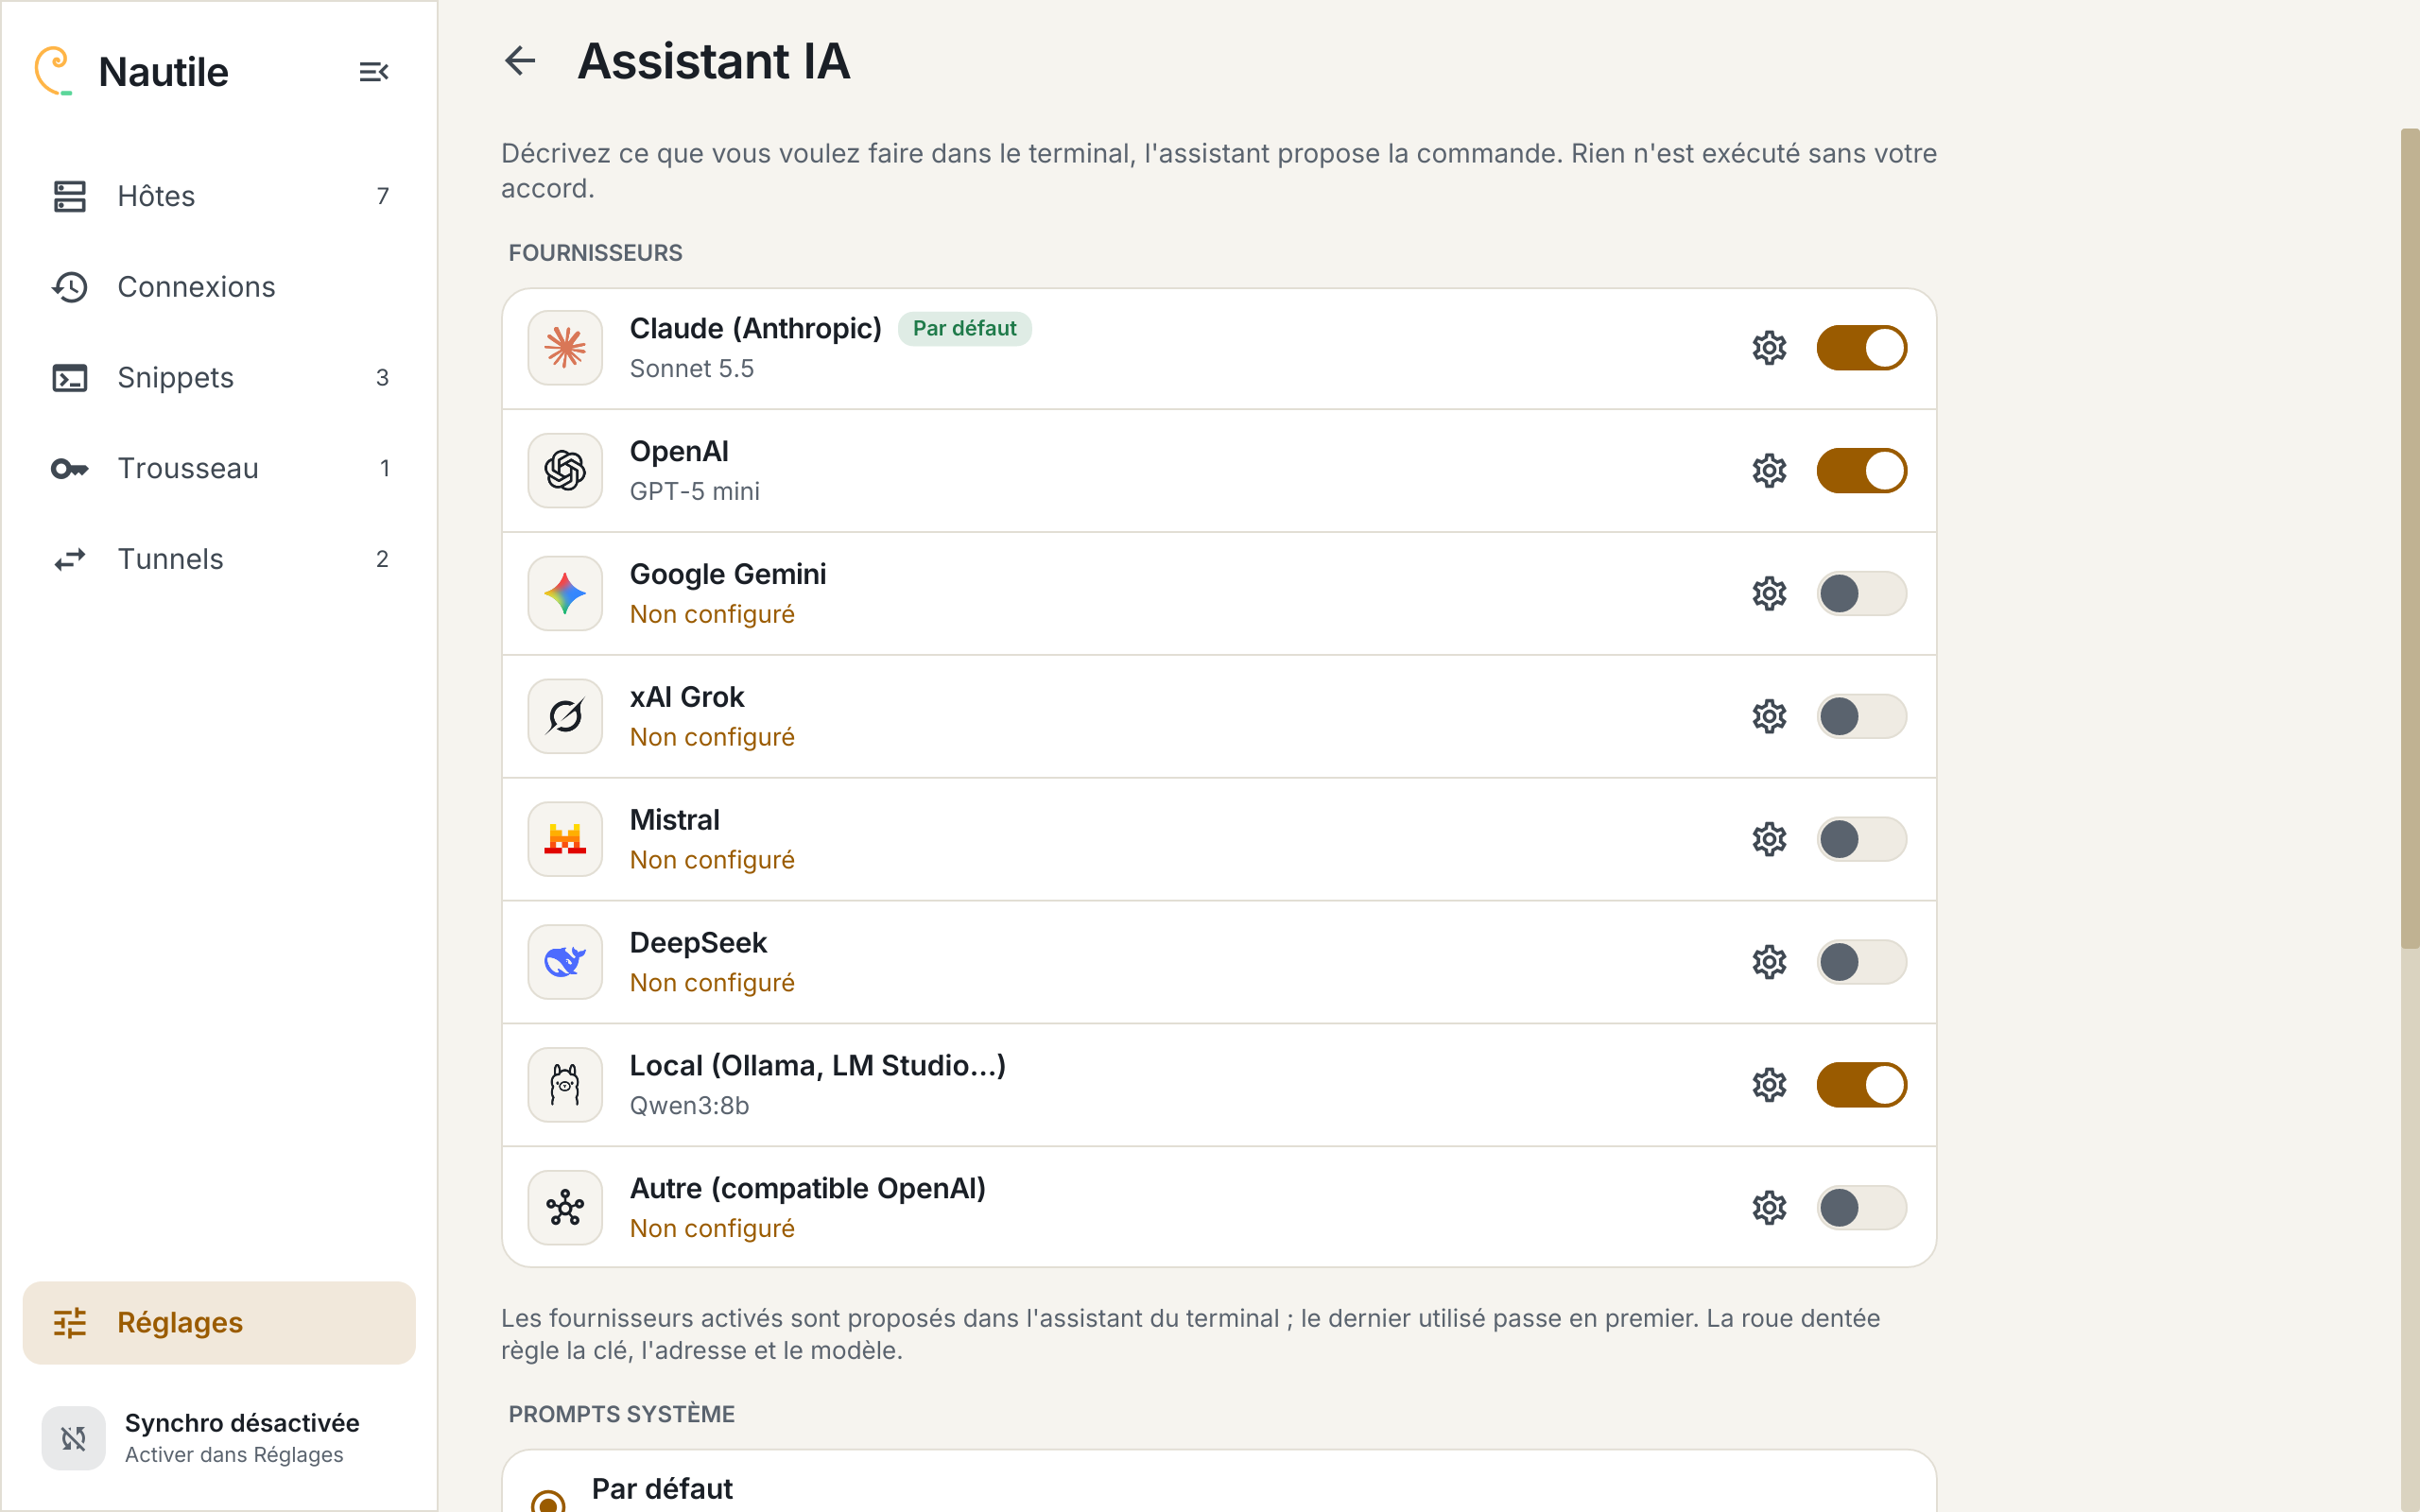 Nautile
Hôtes 7
Connexions
Snippets 3
Trousseau 1
Tunnels 2
Réglages
Synchro désactivée
Activer dans Réglages
Assistant IA
Décrivez ce que vous voulez faire dans le terminal, l'assistant propose la commande. Rien n'est exécuté sans votre
accord.
FOURNISSEURS
Claude (Anthropic) Par défaut
Sonnet 5.5
OpenAI
GPT-5 mini
Google Gemini
Non configuré
xAI Grok
Non configuré
Mistral
Non configuré
DeepSeek
Non configuré
Local (Ollama, LM Studio...)
Qwen3:8b
Autre (compatible OpenAI)
Non configuré
Les fournisseurs activés sont proposés dans l'assistant du terminal ; le dernier utilisé passe en premier. La roue dentée
règle la clé, l'adresse et le modèle.
PROMPTS SYSTÈME
Par défaut